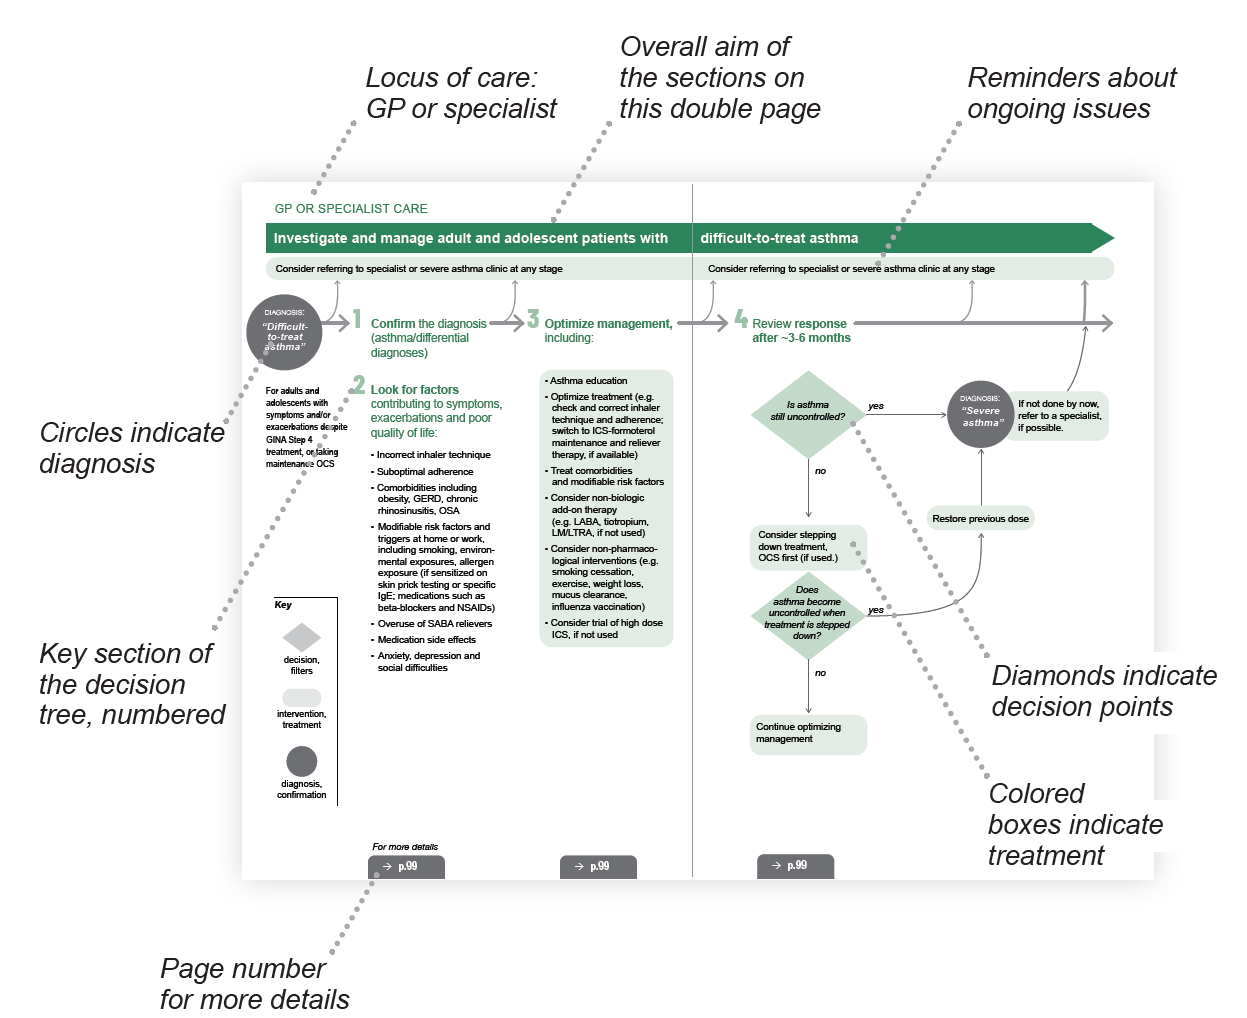 Locus of care:
GP or specialist
Overall aim of
the sections on
this double page
Reminders about
ongoing issues
GP OR SPECIALIST CARE
Investigate and manage adult and adolescent patients with difficult-to-treat asthma
Consider referring to specialist or severe asthma clinic at any stage
Consider referring to specialist or severe asthma clinic at any stage
DIAGNOSIS:
“Difficult-
to-treat
asthma”
For adults and
adolescents with
symptoms and/or
exacerbations despite
GINA Step 4
treatment, or taking
maintenance OCS
1 Confirm the diagnosis
(asthma/differential
diagnoses)
2 Look for factors
contributing to symptoms,
exacerbations and poor
quality of life:
• Incorrect inhaler technique
• Suboptimal adherence
• Comorbidities including
obesity, GERD, chronic
rhinosinusitis, OSA
• Modifiable risk factors and
triggers at home or work,
including smoking, environ-
mental exposures, allergen
exposure (if sensitized on
skin prick testing or specific
IgE; medications such as
beta-blockers and NSAIDs)
• Overuse of SABA relievers
• Medication side effects
• Anxiety, depression and
social difficulties
3 Optimize management,
including:
• Asthma education
• Optimize treatment (e.g.
check and correct inhaler
technique and adherence;
switch to ICS-formoterol
maintenance and reliever
therapy, if available)
• Treat comorbidities
and modifiable risk factors
• Consider non-biologic
add-on therapy
(e.g. LABA, tiotropium,
LM/LTRA, if not used)
• Consider non-pharmaco-
logical interventions (e.g.
smoking cessation,
exercise, weight loss,
mucus clearance,
influenza vaccination)
• Consider trial of high dose
ICS, if not used
4 Review response
after ~3-6 months
Is asthma
still uncontrolled?
yes
no
DIAGNOSIS:
“Severe
asthma”
If not done by now,
refer to a specialist,
if possible.
Restore previous dose
Consider stepping
down treatment,
OCS first (if used.)
Does
asthma become
uncontrolled when
treatment is stepped
down?
yes
no
Continue optimizing
management
Key
decision,
filters
intervention,
treatment
diagnosis,
confirmation
For more details
→ p.99
→ p.99
→ p.99
Circles indicate
diagnosis
Key section of
the decision
tree, numbered
Diamonds indicate
decision points
Colored
boxes indicate
treatment
Page number
for more details